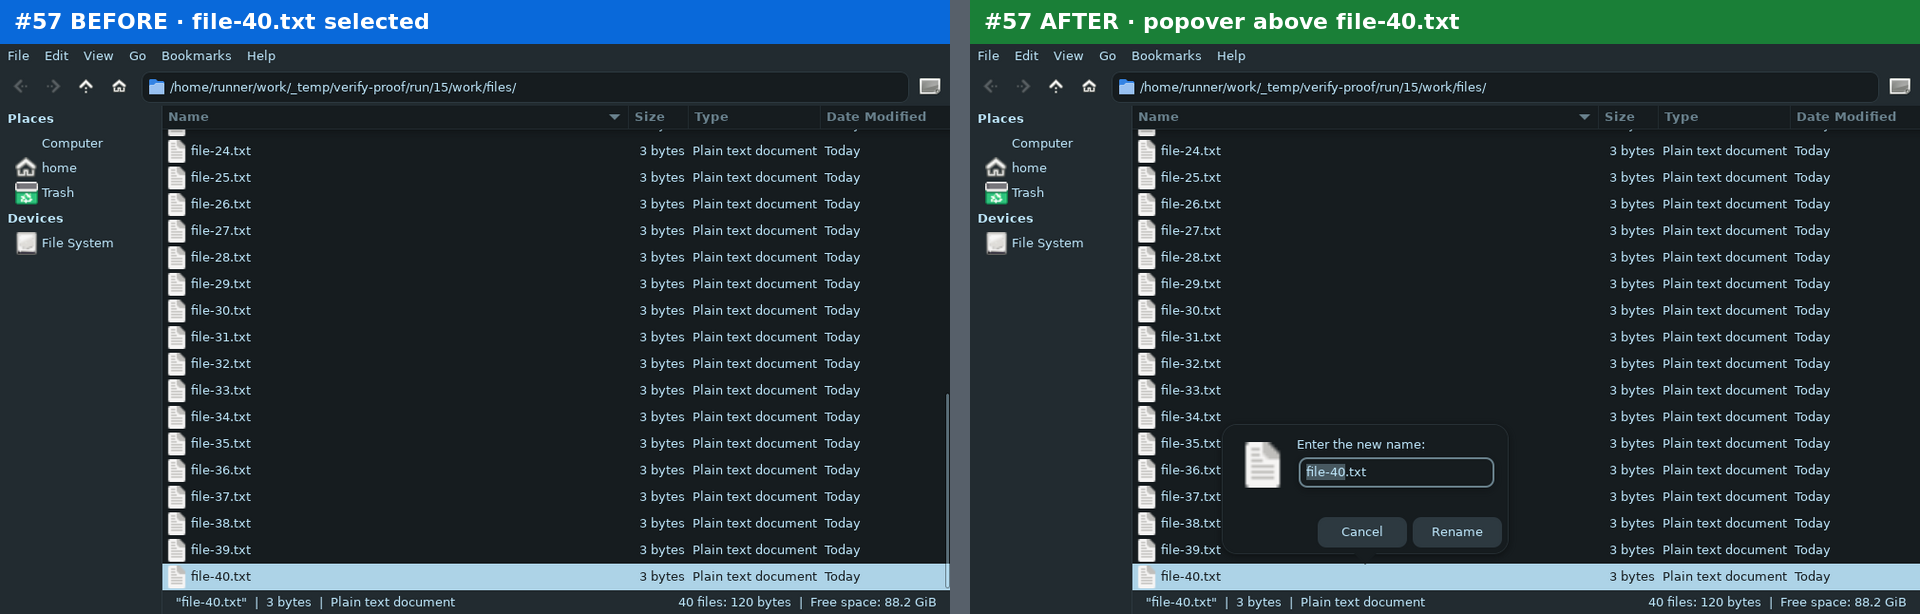 #57 BEFORE · file-40.txt selected
File Edit View Go Bookmarks Help
/home/runner/work/_temp/verify-proof/run/15/work/files/
Places
Computer
home
Trash
Devices
File System
Name Size Type Date Modified
file-24.txt 3 bytes Plain text document Today
file-25.txt 3 bytes Plain text document Today
file-26.txt 3 bytes Plain text document Today
file-27.txt 3 bytes Plain text document Today
file-28.txt 3 bytes Plain text document Today
file-29.txt 3 bytes Plain text document Today
file-30.txt 3 bytes Plain text document Today
file-31.txt 3 bytes Plain text document Today
file-32.txt 3 bytes Plain text document Today
file-33.txt 3 bytes Plain text document Today
file-34.txt 3 bytes Plain text document Today
file-35.txt 3 bytes Plain text document Today
file-36.txt 3 bytes Plain text document Today
file-37.txt 3 bytes Plain text document Today
file-38.txt 3 bytes Plain text document Today
file-39.txt 3 bytes Plain text document Today
file-40.txt 3 bytes Plain text document Today
"file-40.txt" | 3 bytes | Plain text document 40 files: 120 bytes | Free space: 88.2 GiB
#57 AFTER · popover above file-40.txt
File Edit View Go Bookmarks Help
/home/runner/work/_temp/verify-proof/run/15/work/files/
Places
Computer
home
Trash
Devices
File System
Name Size Type Date Modified
file-24.txt 3 bytes Plain text document Today
file-25.txt 3 bytes Plain text document Today
file-26.txt 3 bytes Plain text document Today
file-27.txt 3 bytes Plain text document Today
file-28.txt 3 bytes Plain text document Today
file-29.txt 3 bytes Plain text document Today
file-30.txt 3 bytes Plain text document Today
file-31.txt 3 bytes Plain text document Today
file-32.txt 3 bytes Plain text document Today
file-33.txt 3 bytes Plain text document Today
file-34.txt 3 bytes Plain text document Today
file-35.txt 3 bytes Plain text document Today
file-36.txt 3 bytes Plain text document Today
file-37.txt 3 bytes Plain text document Today
file-38.txt 3 bytes Plain text document Today
file-39.txt 3 bytes Plain text document Today
file-40.txt 3 bytes Plain text document Today
Enter the new name:
file-40.txt
Cancel Rename
"file-40.txt" | 3 bytes | Plain text document 40 files: 120 bytes | Free space: 88.2 GiB